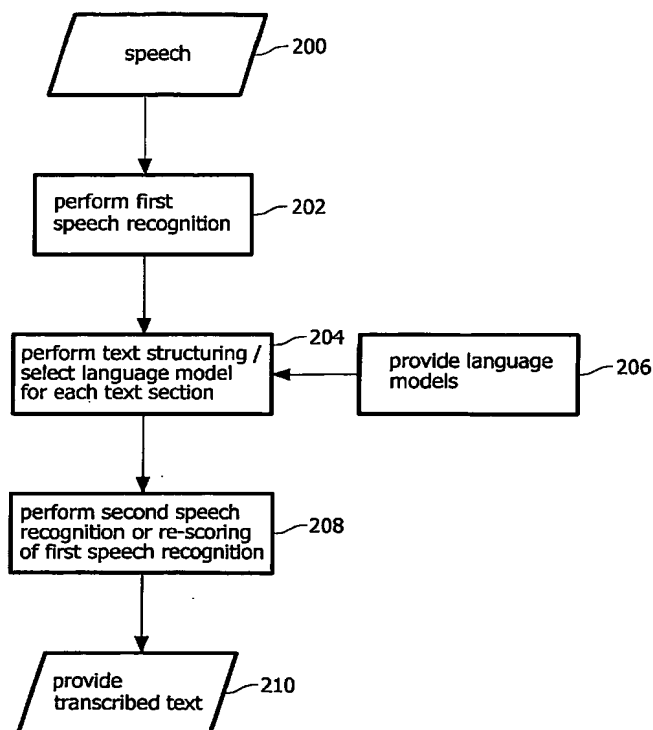 speech
200
perform first
speech recognition
202
perform text structuring /
select language model
for each text section
204
provide language
models
206
perform second speech
recognition or re-scoring
of first speech recognition
208
provide
transcribed text
210